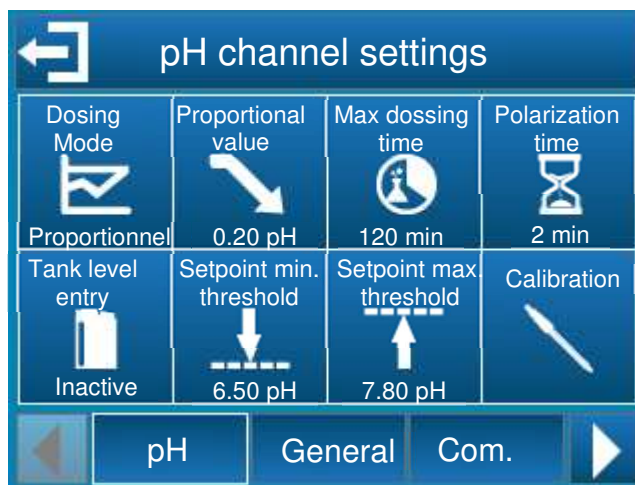 pH channel settings
Dosing
Mode
Proportionnel
Proportional
value
0.20 pH
Max dossing
time
120 min
Polarization
time
2 min
Tank level
entry
Inactive
Setpoint min.
threshold
6.50 pH
Setpoint max.
threshold
7.80 pH
Calibration
pH
General
Com.